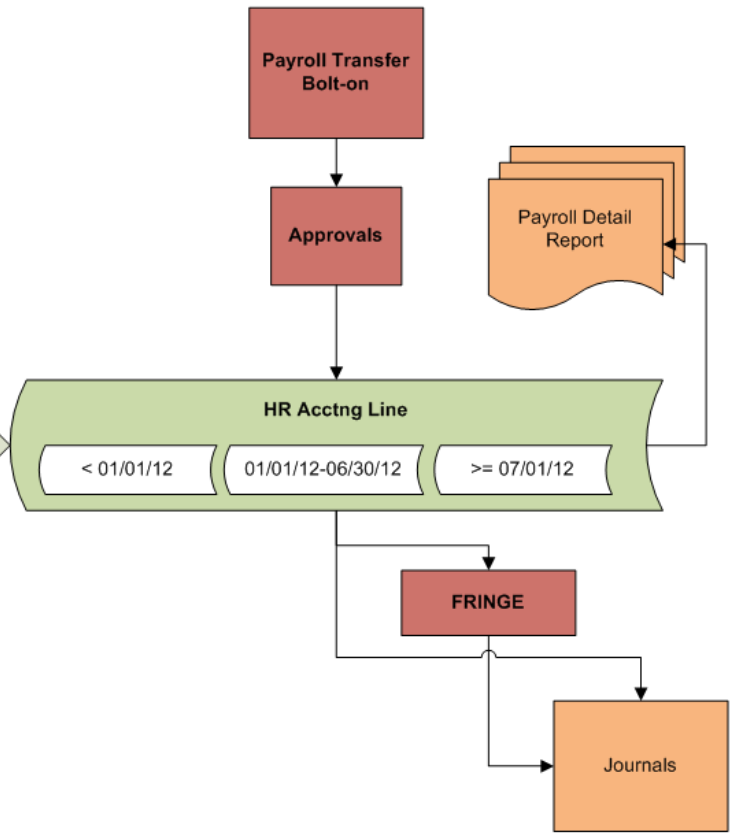 Payroll Transfer
Bolt-on
Approvals
Payroll Detail
Report
HR Acctng Line
< 01/01/12
01/01/12-06/30/12
>= 07/01/12
FRINGE
Journals